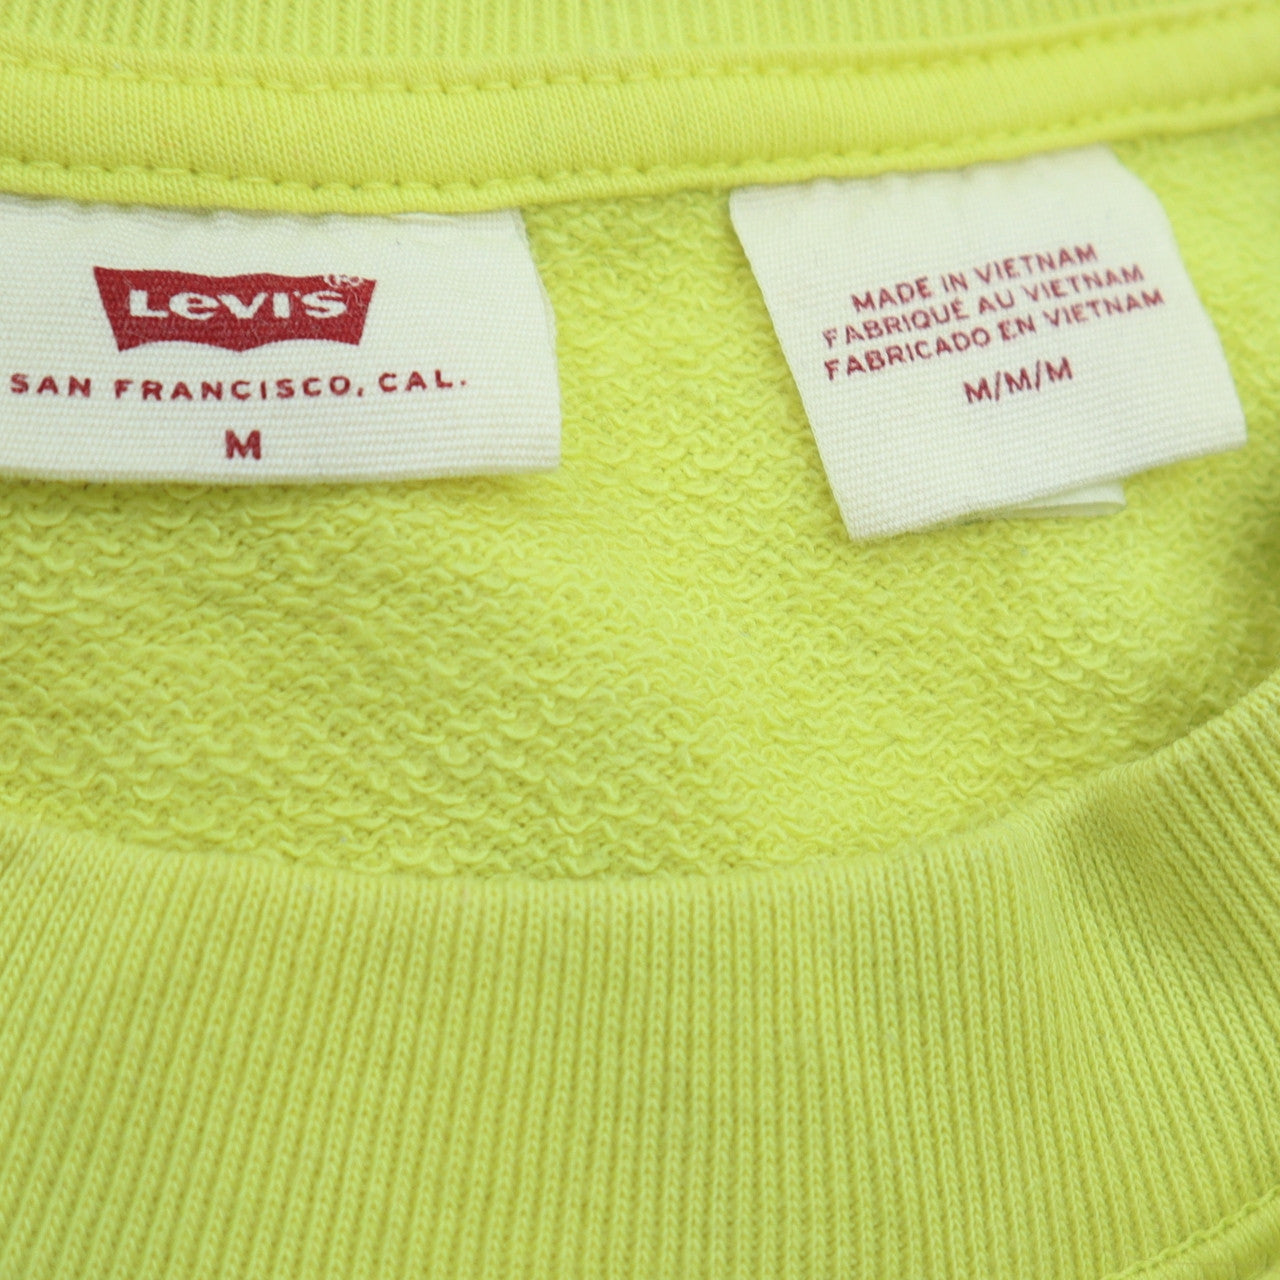 LEVI'S®
SAN FRANCISCO, CAL.
M
MADE IN VIETNAM
FABRIQUÉ AU VIETNAM
FABRICADO EN VIETNAM
M/M/M